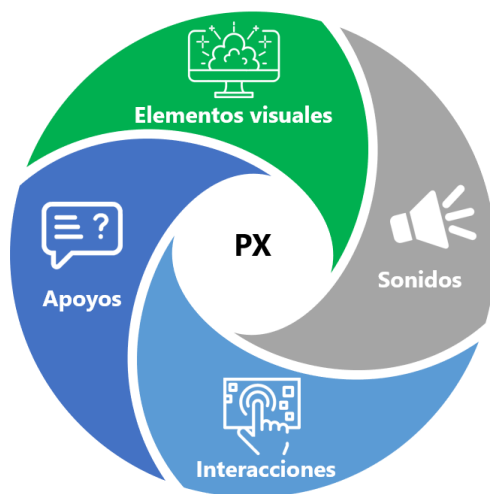 Elementos visuales
PX
Sonidos
Apoyos
Interacciones